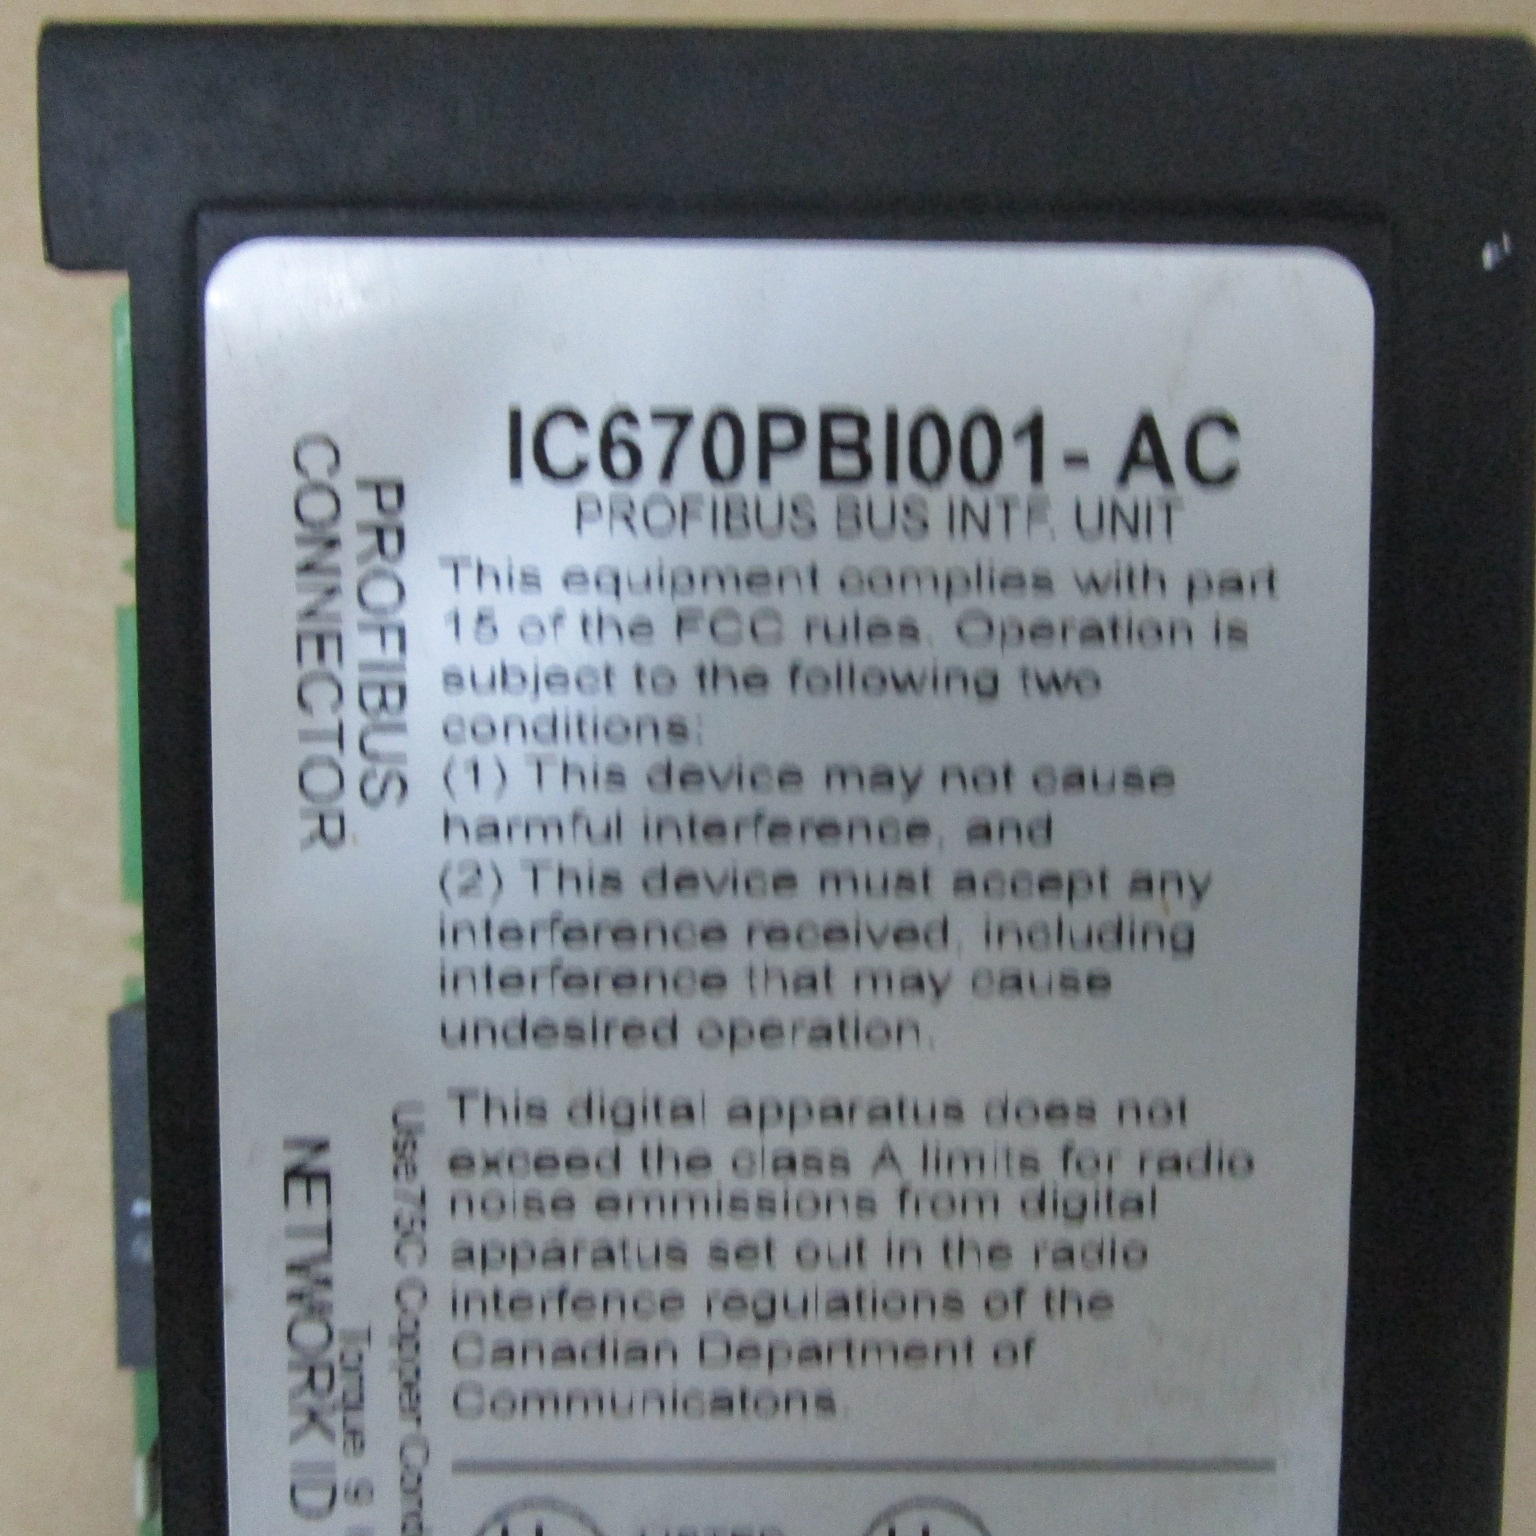 IC670PBI001- AC
PROFIBUS BUS INTF. UNIT
This equipment complies with part
15 of the FCC rules. Operation is
subject to the following two
conditions:
(1) This device may not cause
harmful interference, and
(2) This device must accept any
interference received, including
interference that may cause
undesired operation.
This digital apparatus does not
exceed the class A limits for radio
noise emmissions from digital
apparatus set out in the radio
interfence regulations of the
Canadian Department of
Communicatons.
LISTED
PROFIBUS
CONNECTOR
Use75C Copper Cond
Torque 9
NETWORK ID